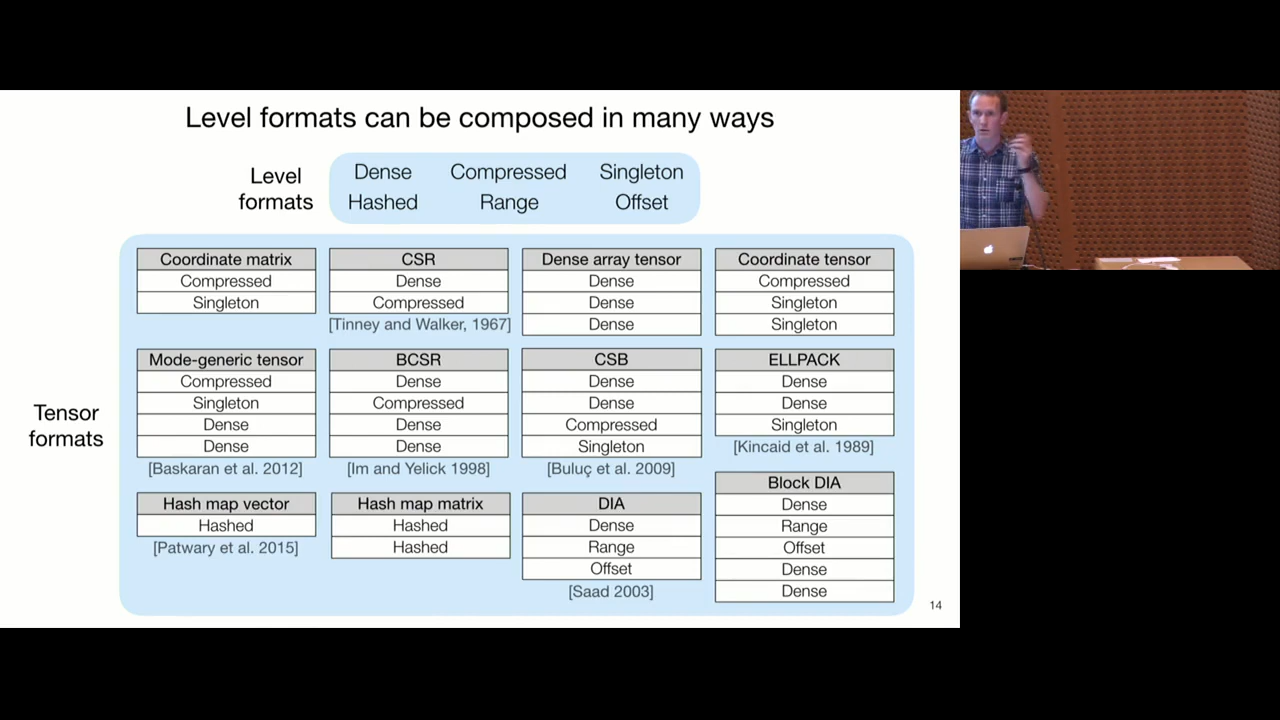 Level formats can be composed in many ways
Level
formats
Dense Compressed Singleton
Hashed Range Offset
Tensor
formats
Coordinate matrix
Compressed
Singleton
CSR
Dense
Compressed
[Tinney and Walker, 1967]
Dense array tensor
Dense
Dense
Dense
Coordinate tensor
Compressed
Singleton
Singleton
Mode-generic tensor
Compressed
Singleton
Dense
Dense
[Baskaran et al. 2012]
BCSR
Dense
Compressed
Dense
Dense
[Im and Yelick 1998]
CSB
Dense
Dense
Compressed
Singleton
[Buluç et al. 2009]
ELLPACK
Dense
Dense
Singleton
[Kincaid et al. 1989]
Hash map vector
Hashed
[Patwary et al. 2015]
Hash map matrix
Hashed
Hashed
DIA
Dense
Range
Offset
[Saad 2003]
Block DIA
Dense
Range
Offset
Dense
Dense
14